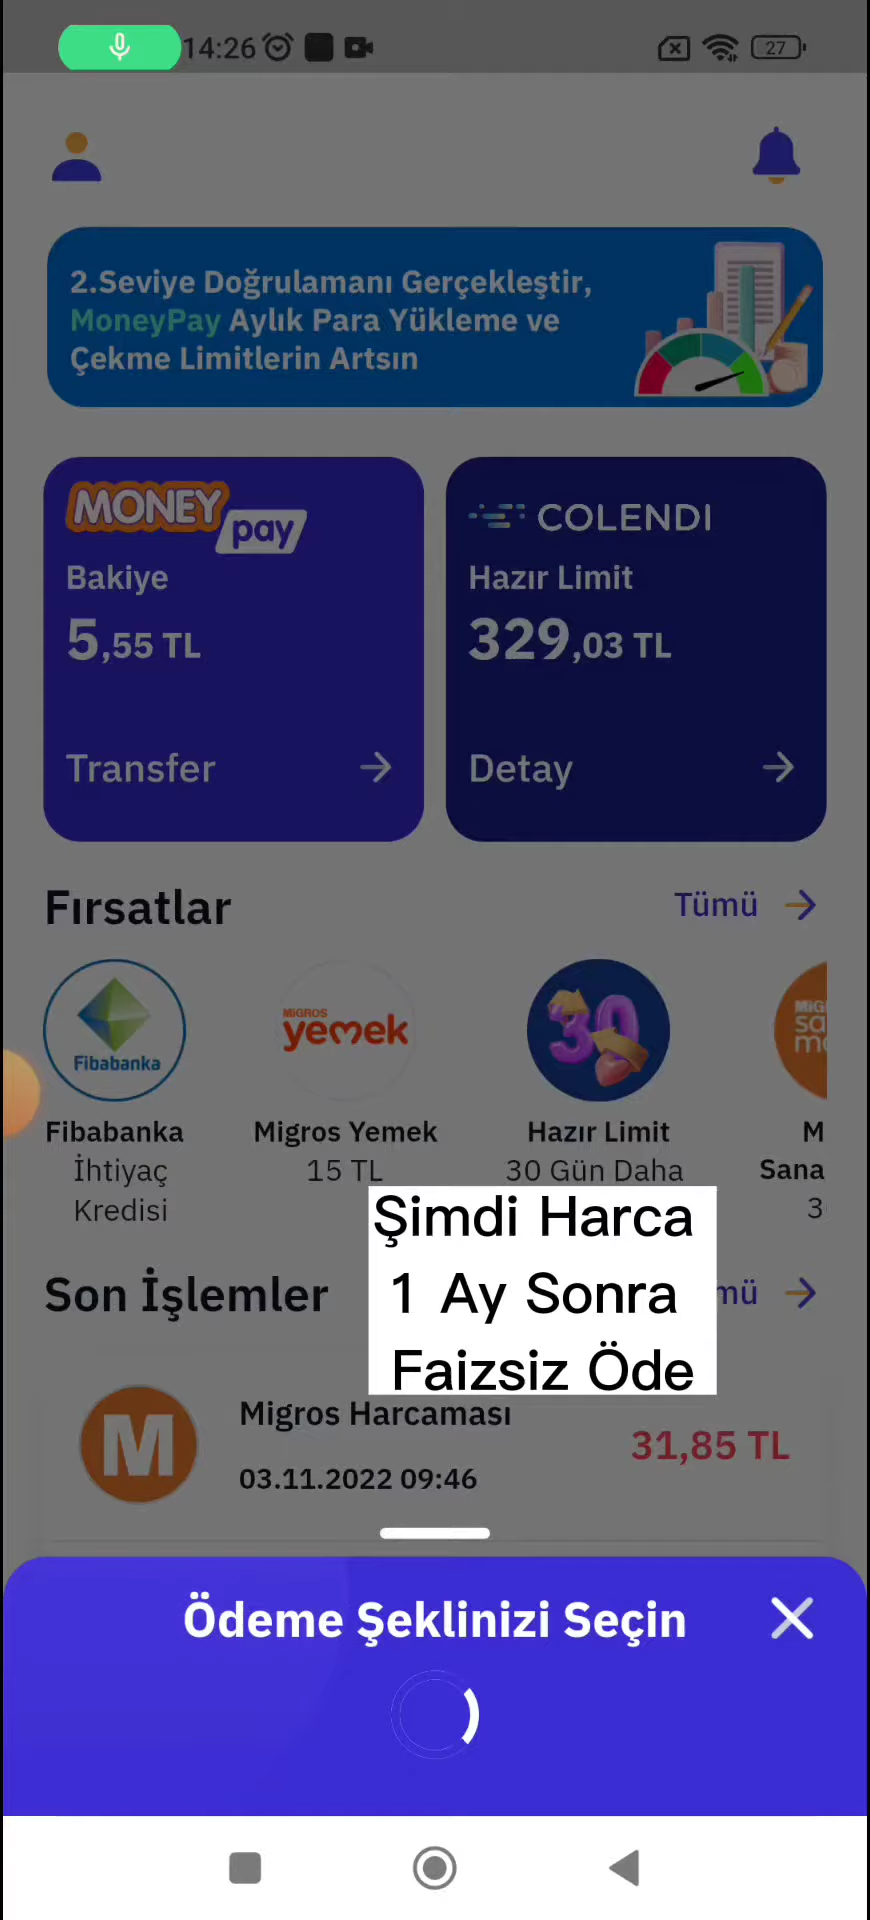 14:26
27
2.Seviye Doğrulamanı Gerçekleştir,
MoneyPay Aylık Para Yükleme ve
Çekme Limitlerin Artsın
MONEY
pay
Bakiye
5,55 TL
Transfer
COLENDI
Hazır Limit
329,03 TL
Detay
Fırsatlar
Tümü
Fibabanka
MiGROS
yemek
30
Fibabanka
İhtiyaç
Kredisi
Migros Yemek
15 TL
Hazır Limit
30 Gün Daha
M
Sana
3
Şimdi Harca
1 Ay Sonra
Faizsiz Öde
Son İşlemler
mü
M
Migros Harcaması
03.11.2022 09:46
31,85 TL
Ödeme Şeklinizi Seçin